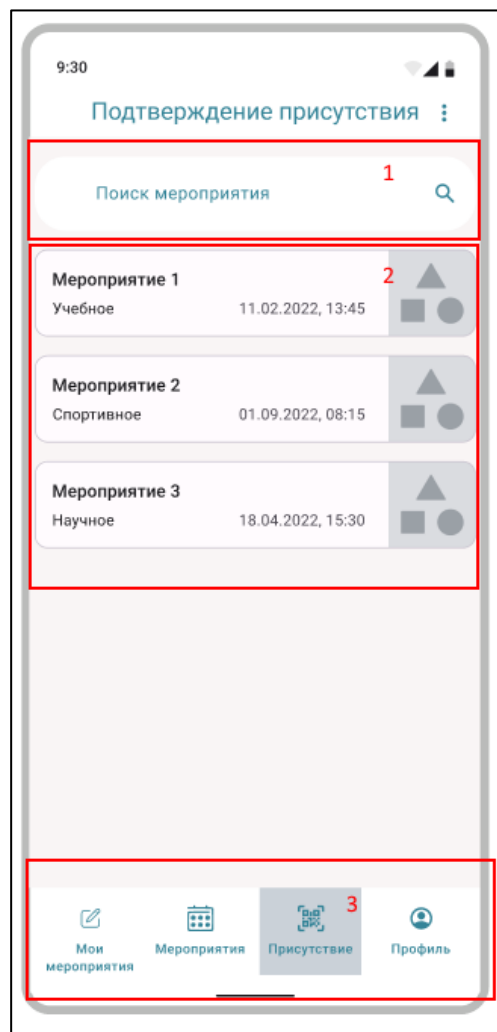 9:30
Подтверждение присутствия
1
Поиск мероприятия
2
Мероприятие 1
Учебное 11.02.2022, 13:45
Мероприятие 2
Спортивное 01.09.2022, 08:15
Мероприятие 3
Научное 18.04.2022, 15:30
3
Мои мероприятия
Мероприятия
Присутствие
Профиль